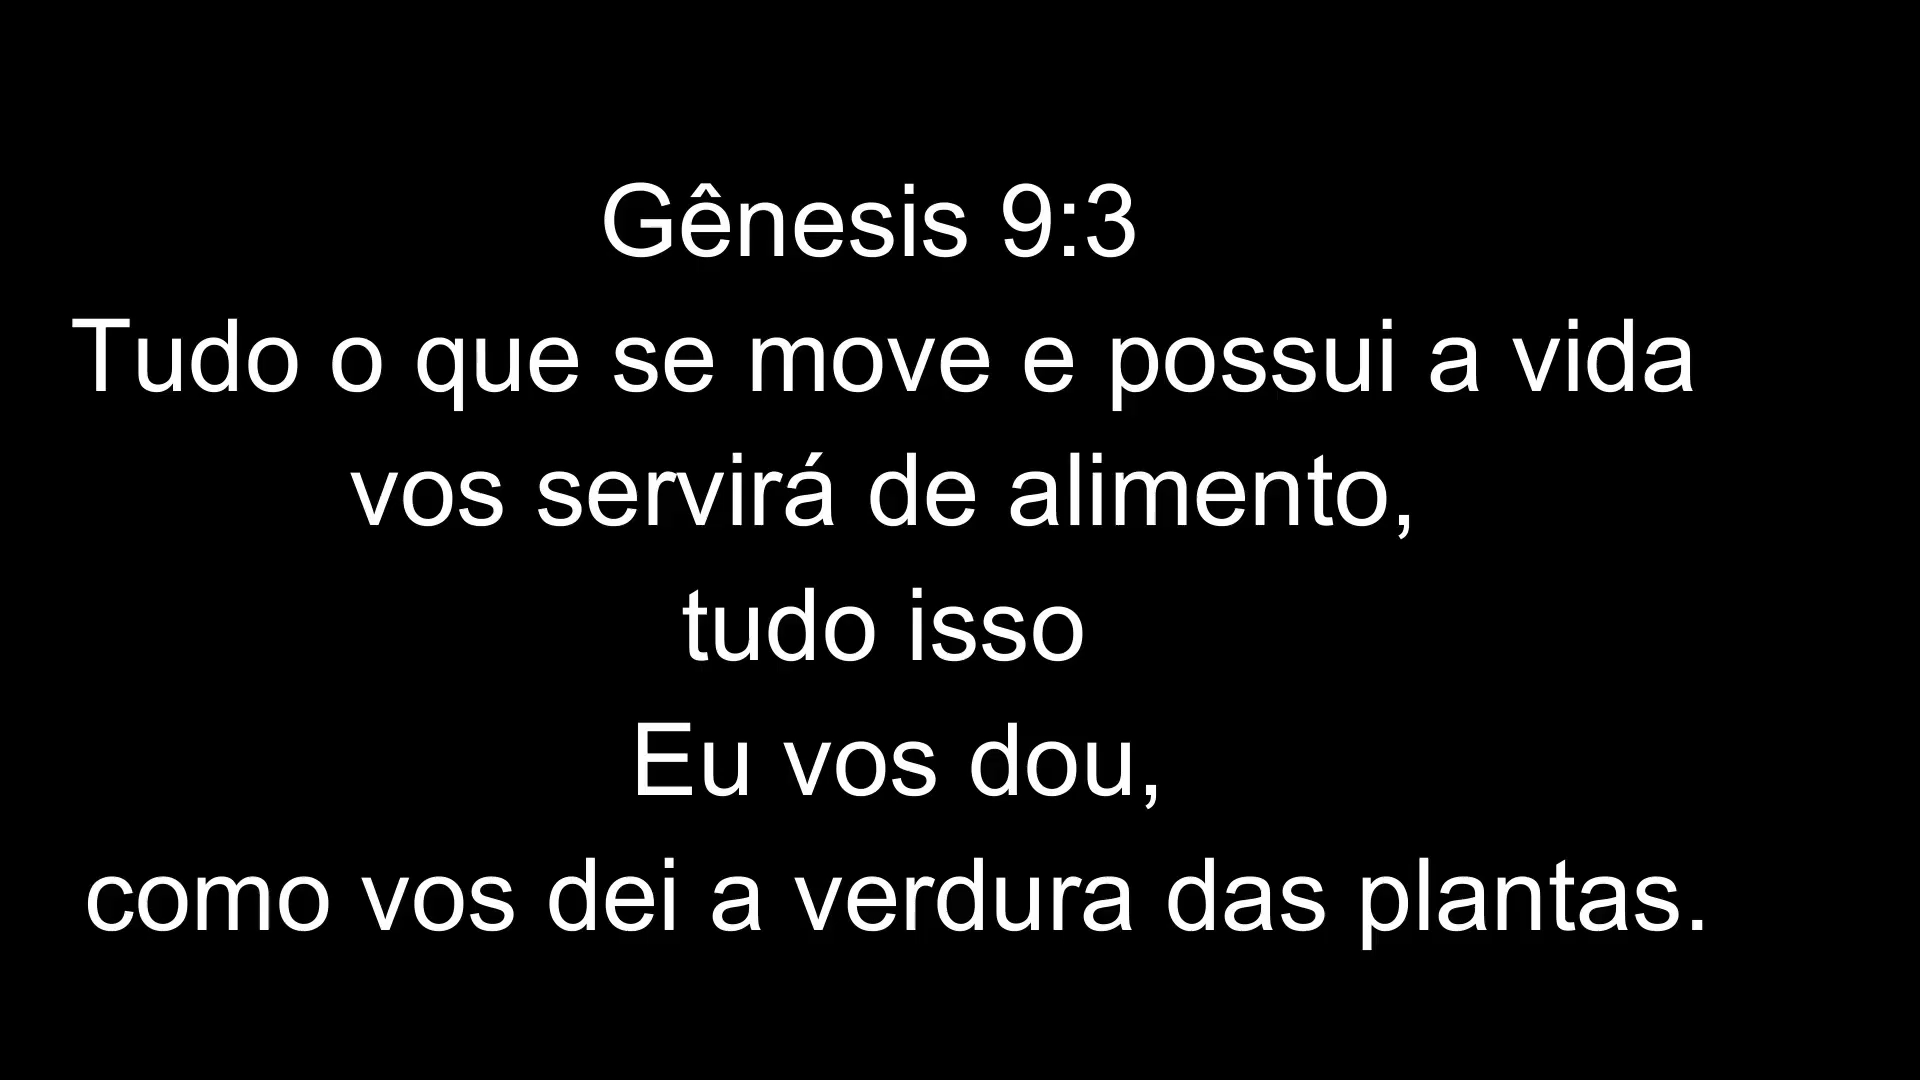 Gênesis 9:3
Tudo o que se move e possui a vida
vos servirá de alimento,
tudo isso
Eu vos dou,
como vos dei a verdura das plantas.